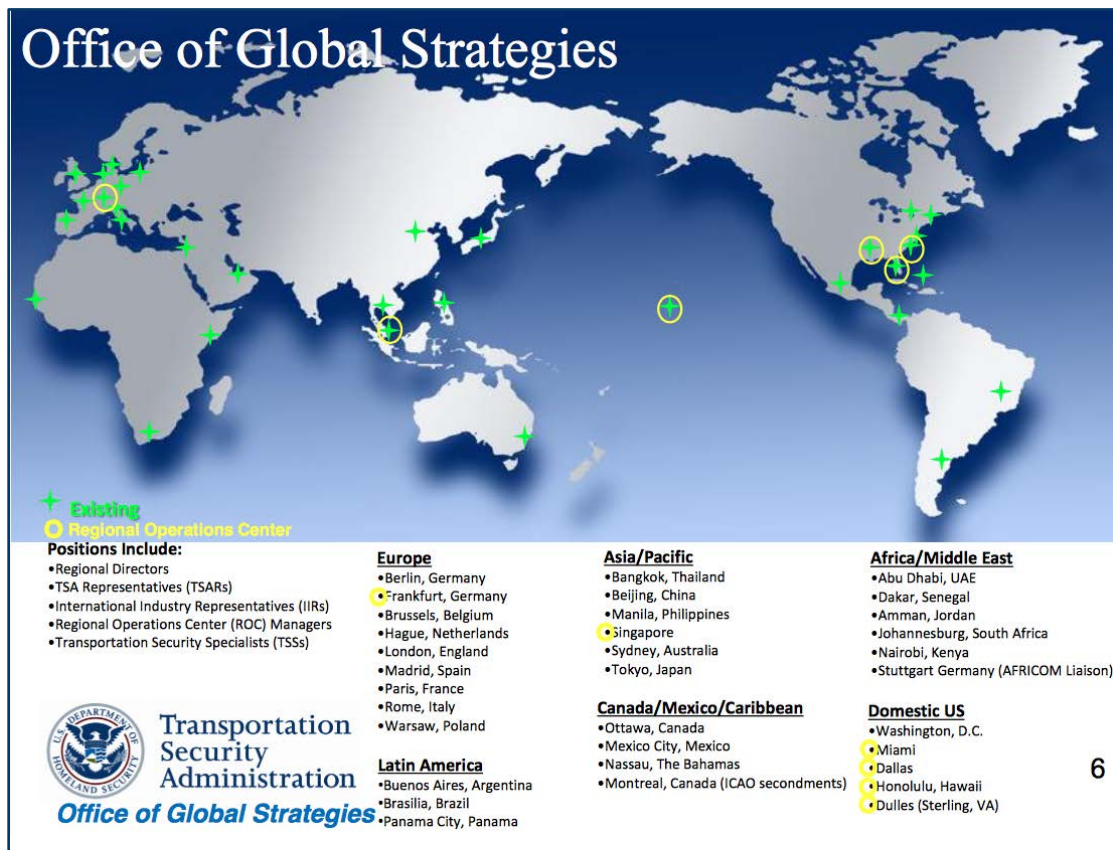 Office of Global Strategies
Existing
Regional Operations Center
Positions Include:
•Regional Directors
•TSA Representatives (TSARs)
•International Industry Representatives (IIRs)
•Regional Operations Center (ROC) Managers
•Transportation Security Specialists (TSSs)
Europe
•Berlin, Germany
•Frankfurt, Germany
•Brussels, Belgium
•Hague, Netherlands
•London, England
•Madrid, Spain
•Paris, France
•Rome, Italy
•Warsaw, Poland
Latin America
•Buenos Aires, Argentina
•Brasilia, Brazil
•Panama City, Panama
Asia/Pacific
•Bangkok, Thailand
•Beijing, China
•Manila, Philippines
•Singapore
•Sydney, Australia
•Tokyo, Japan
Canada/Mexico/Caribbean
•Ottawa, Canada
•Mexico City, Mexico
•Nassau, The Bahamas
•Montreal, Canada (ICAO secondments)
Africa/Middle East
•Abu Dhabi, UAE
•Dakar, Senegal
•Amman, Jordan
•Johannesburg, South Africa
•Nairobi, Kenya
•Stuttgart Germany (AFRICOM Liaison)
Domestic US
•Washington, D.C.
•Miami
•Dallas
•Honolulu, Hawaii
•Dulles (Sterling, VA)
U.S. DEPARTMENT OF
HOMELAND SECURITY
Transportation
Security
Administration
Office of Global Strategies
6